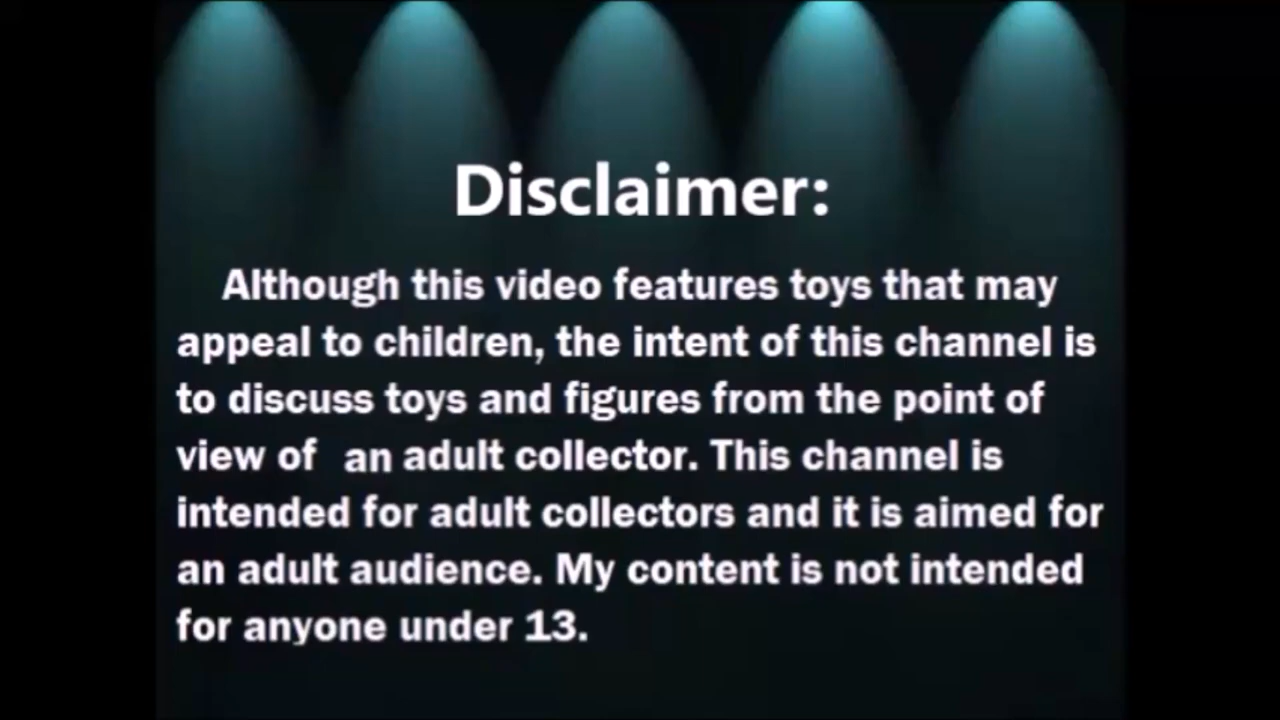 Disclaimer:
Although this video features toys that may
appeal to children, the intent of this channel is
to discuss toys and figures from the point of
view of an adult collector. This channel is
intended for adult collectors and it is aimed for
an adult audience. My content is not intended
for anyone under 13.